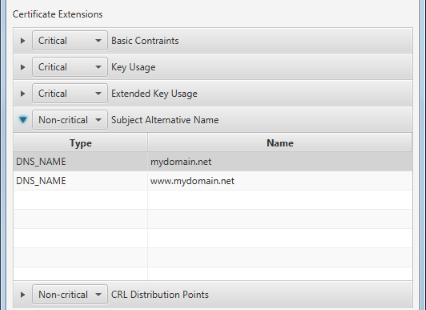 Certificate Extensions
Critical Basic Contraints
Critical Key Usage
Critical Extended Key Usage
Non-critical Subject Alternative Name
Type Name
DNS_NAME mydomain.net
DNS_NAME www.mydomain.net
Non-critical CRL Distribution Points